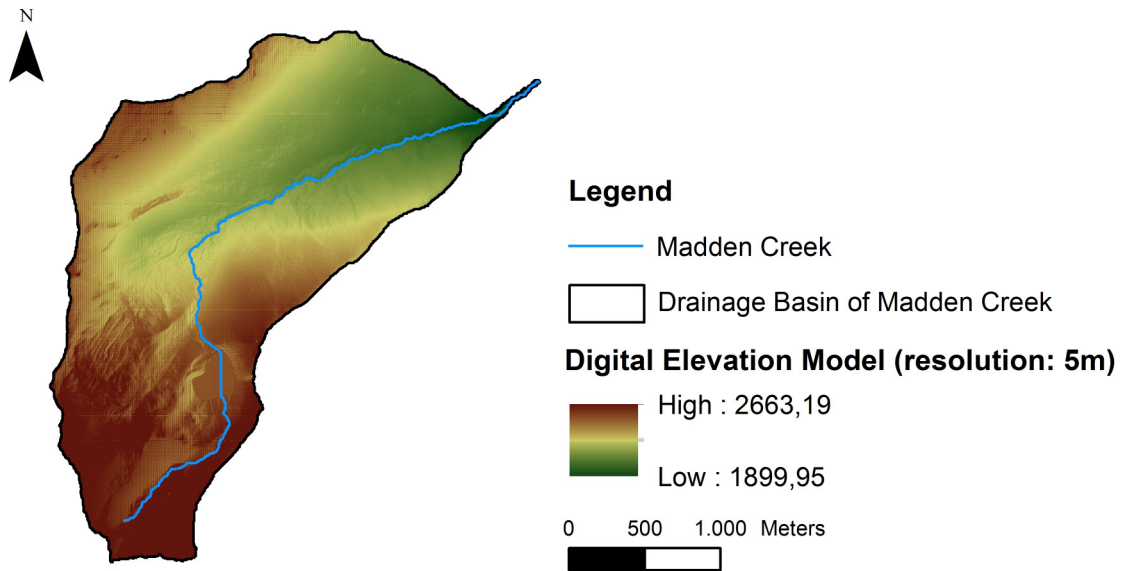 N
Legend
Madden Creek
Drainage Basin of Madden Creek
Digital Elevation Model (resolution: 5m)
High : 2663,19
Low : 1899,95
0 500 1.000 Meters